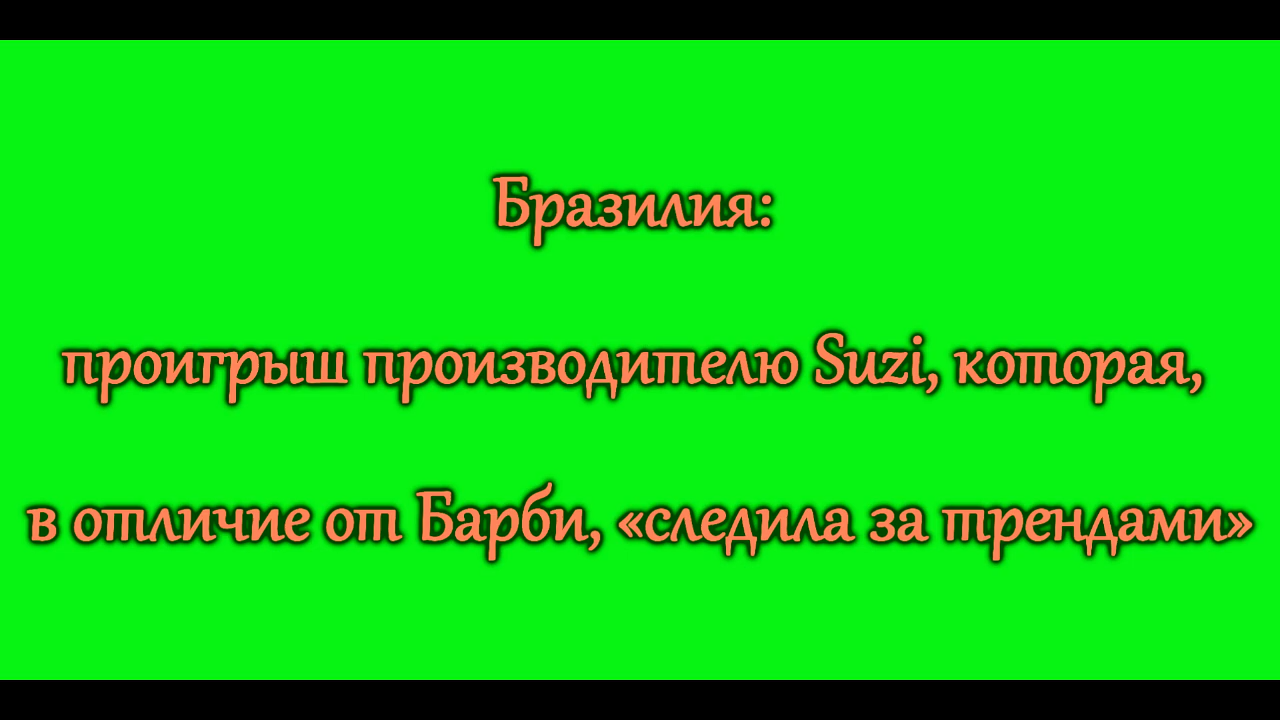 Бразилия:
проигрыш производителю Suzi, которая,
в отличие от Барби, «следила за трендами»